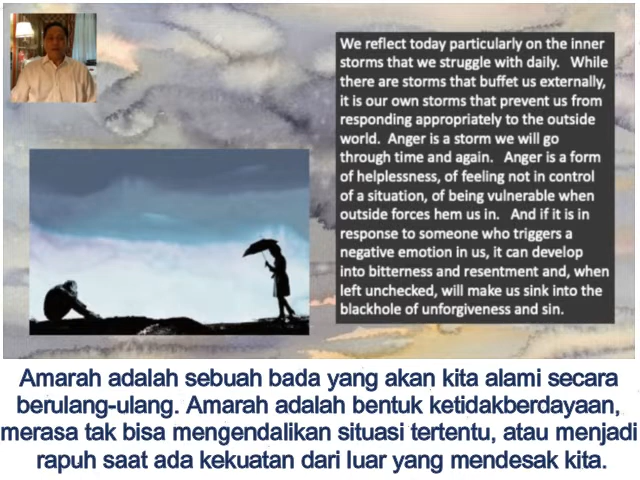 We reflect today particularly on the inner
storms that we struggle with daily.   While
there are storms that buffet us externally,
it is our own storms that prevent us from
responding appropriately to the outside
world.  Anger is a storm we will go
through time and again.   Anger is a form
of helplessness, of feeling not in control
of a situation, of being vulnerable when
outside forces hem us in.   And if it is in
response to someone who triggers a
negative emotion in us, it can develop
into bitterness and resentment and, when
left unchecked, will make us sink into the
blackhole of unforgiveness and sin.
Amarah adalah sebuah bada yang akan kita alami secara
berulang-ulang. Amarah adalah bentuk ketidakberdayaan,
merasa tak bisa mengendalikan situasi tertentu, atau menjadi
rapuh saat ada kekuatan dari luar yang mendesak kita.